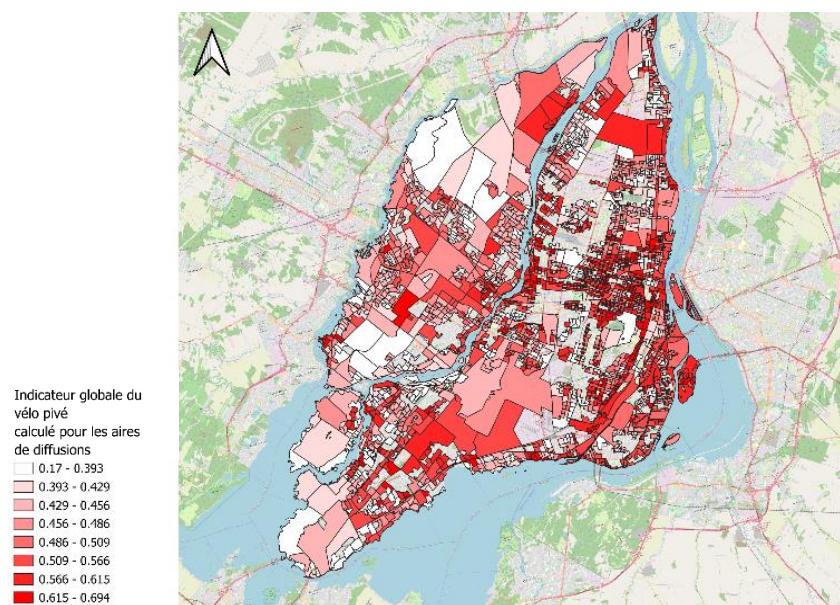 Indicateur globale du
vélo pivé
calculé pour les aires
de diffusions
0.17 - 0.393
0.393 - 0.429
0.429 - 0.456
0.456 - 0.486
0.486 - 0.509
0.509 - 0.566
0.566 - 0.615
0.615 - 0.694